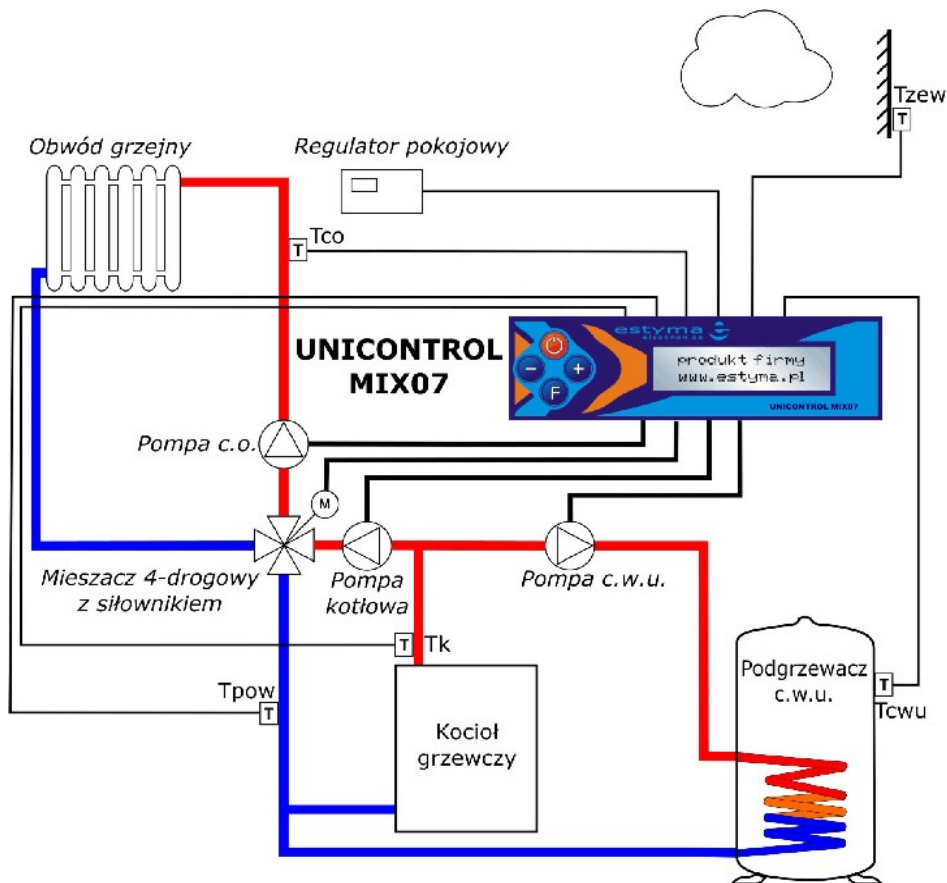 Tzew
T
Obwód grzejny
Regulator pokojowy
Tco
T
UNICONTROL
MIX07
estyma
electronics
produkt firmy
www.estyma.pl
F
UNICONTROL MIX07
Pompa c.o.
M
Mieszacz 4-drogowy
z siłownikiem
Pompa
kotłowa
Pompa c.w.u.
T
Tk
Tpow
T
Kocioł
grzewczy
Podgrzewacz
c.w.u.
T
Tcwu